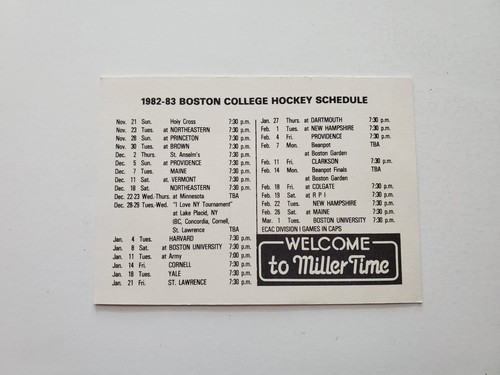 1982-83 BOSTON COLLEGE HOCKEY SCHEDULE
Nov. 21 Sun. Holy Cross 7:30 p.m.
Nov. 23 Tues. at NORTHEASTERN 7:30 p.m.
Nov. 28 Sun. at PRINCETON 7:30 p.m.
Nov. 30 Tues. at BROWN 7:30 p.m.
Dec. 2 Thurs. St. Anselm's 7:30 p.m.
Dec. 5 Sun. at PROVIDENCE 7:30 p.m.
Dec. 7 Tues. MAINE 7:30 p.m.
Dec. 11 Sat. at VERMONT 7:30 p.m.
Dec. 18 Sat. NORTHEASTERN 7:30 p.m.
Dec. 22-23 Wed.-Thurs. at Minnesota TBA
Dec. 28-29 Tues.-Wed. "I Love NY Tournament"
at Lake Placid, NY
(BC, Concordia, Cornell,
St. Lawrence TBA
Jan. 4 Tues. HARVARD 7:30 p.m.
Jan. 8 Sat. at BOSTON UNIVERSITY 7:30 p.m.
Jan. 11 Tues. at Army 7:00 p.m.
Jan. 14 Fri. CORNELL 7:30 p.m.
Jan. 18 Tues. YALE 7:30 p.m.
Jan. 21 Fri. ST. LAWRENCE 7:30 p.m.
Jan. 27 Thurs. at DARTMOUTH 7:30 p.m.
Feb. 1 Tues. at NEW HAMPSHIRE 7:30 p.m.
Feb. 4 Fri. PROVIDENCE 7:30 p.m.
Feb. 7 Mon. Beanpot TBA
at Boston Garden
Feb. 11 Fri. CLARKSON 7:30 p.m.
Feb. 14 Mon. Beanpot Finals TBA
at Boston Garden
Feb. 18 Fri. at COLGATE 7:30 p.m.
Feb. 19 Sat. at R P I 7:30 p.m.
Feb. 22 Tues. NEW HAMPSHIRE 7:30 p.m.
Feb. 26 Sat. at MAINE 7:30 p.m.
Mar. 1 Tues. BOSTON UNIVERSITY 7:30 p.m.
ECAC DIVISION I GAMES IN CAPS
WELCOME
to Miller Time